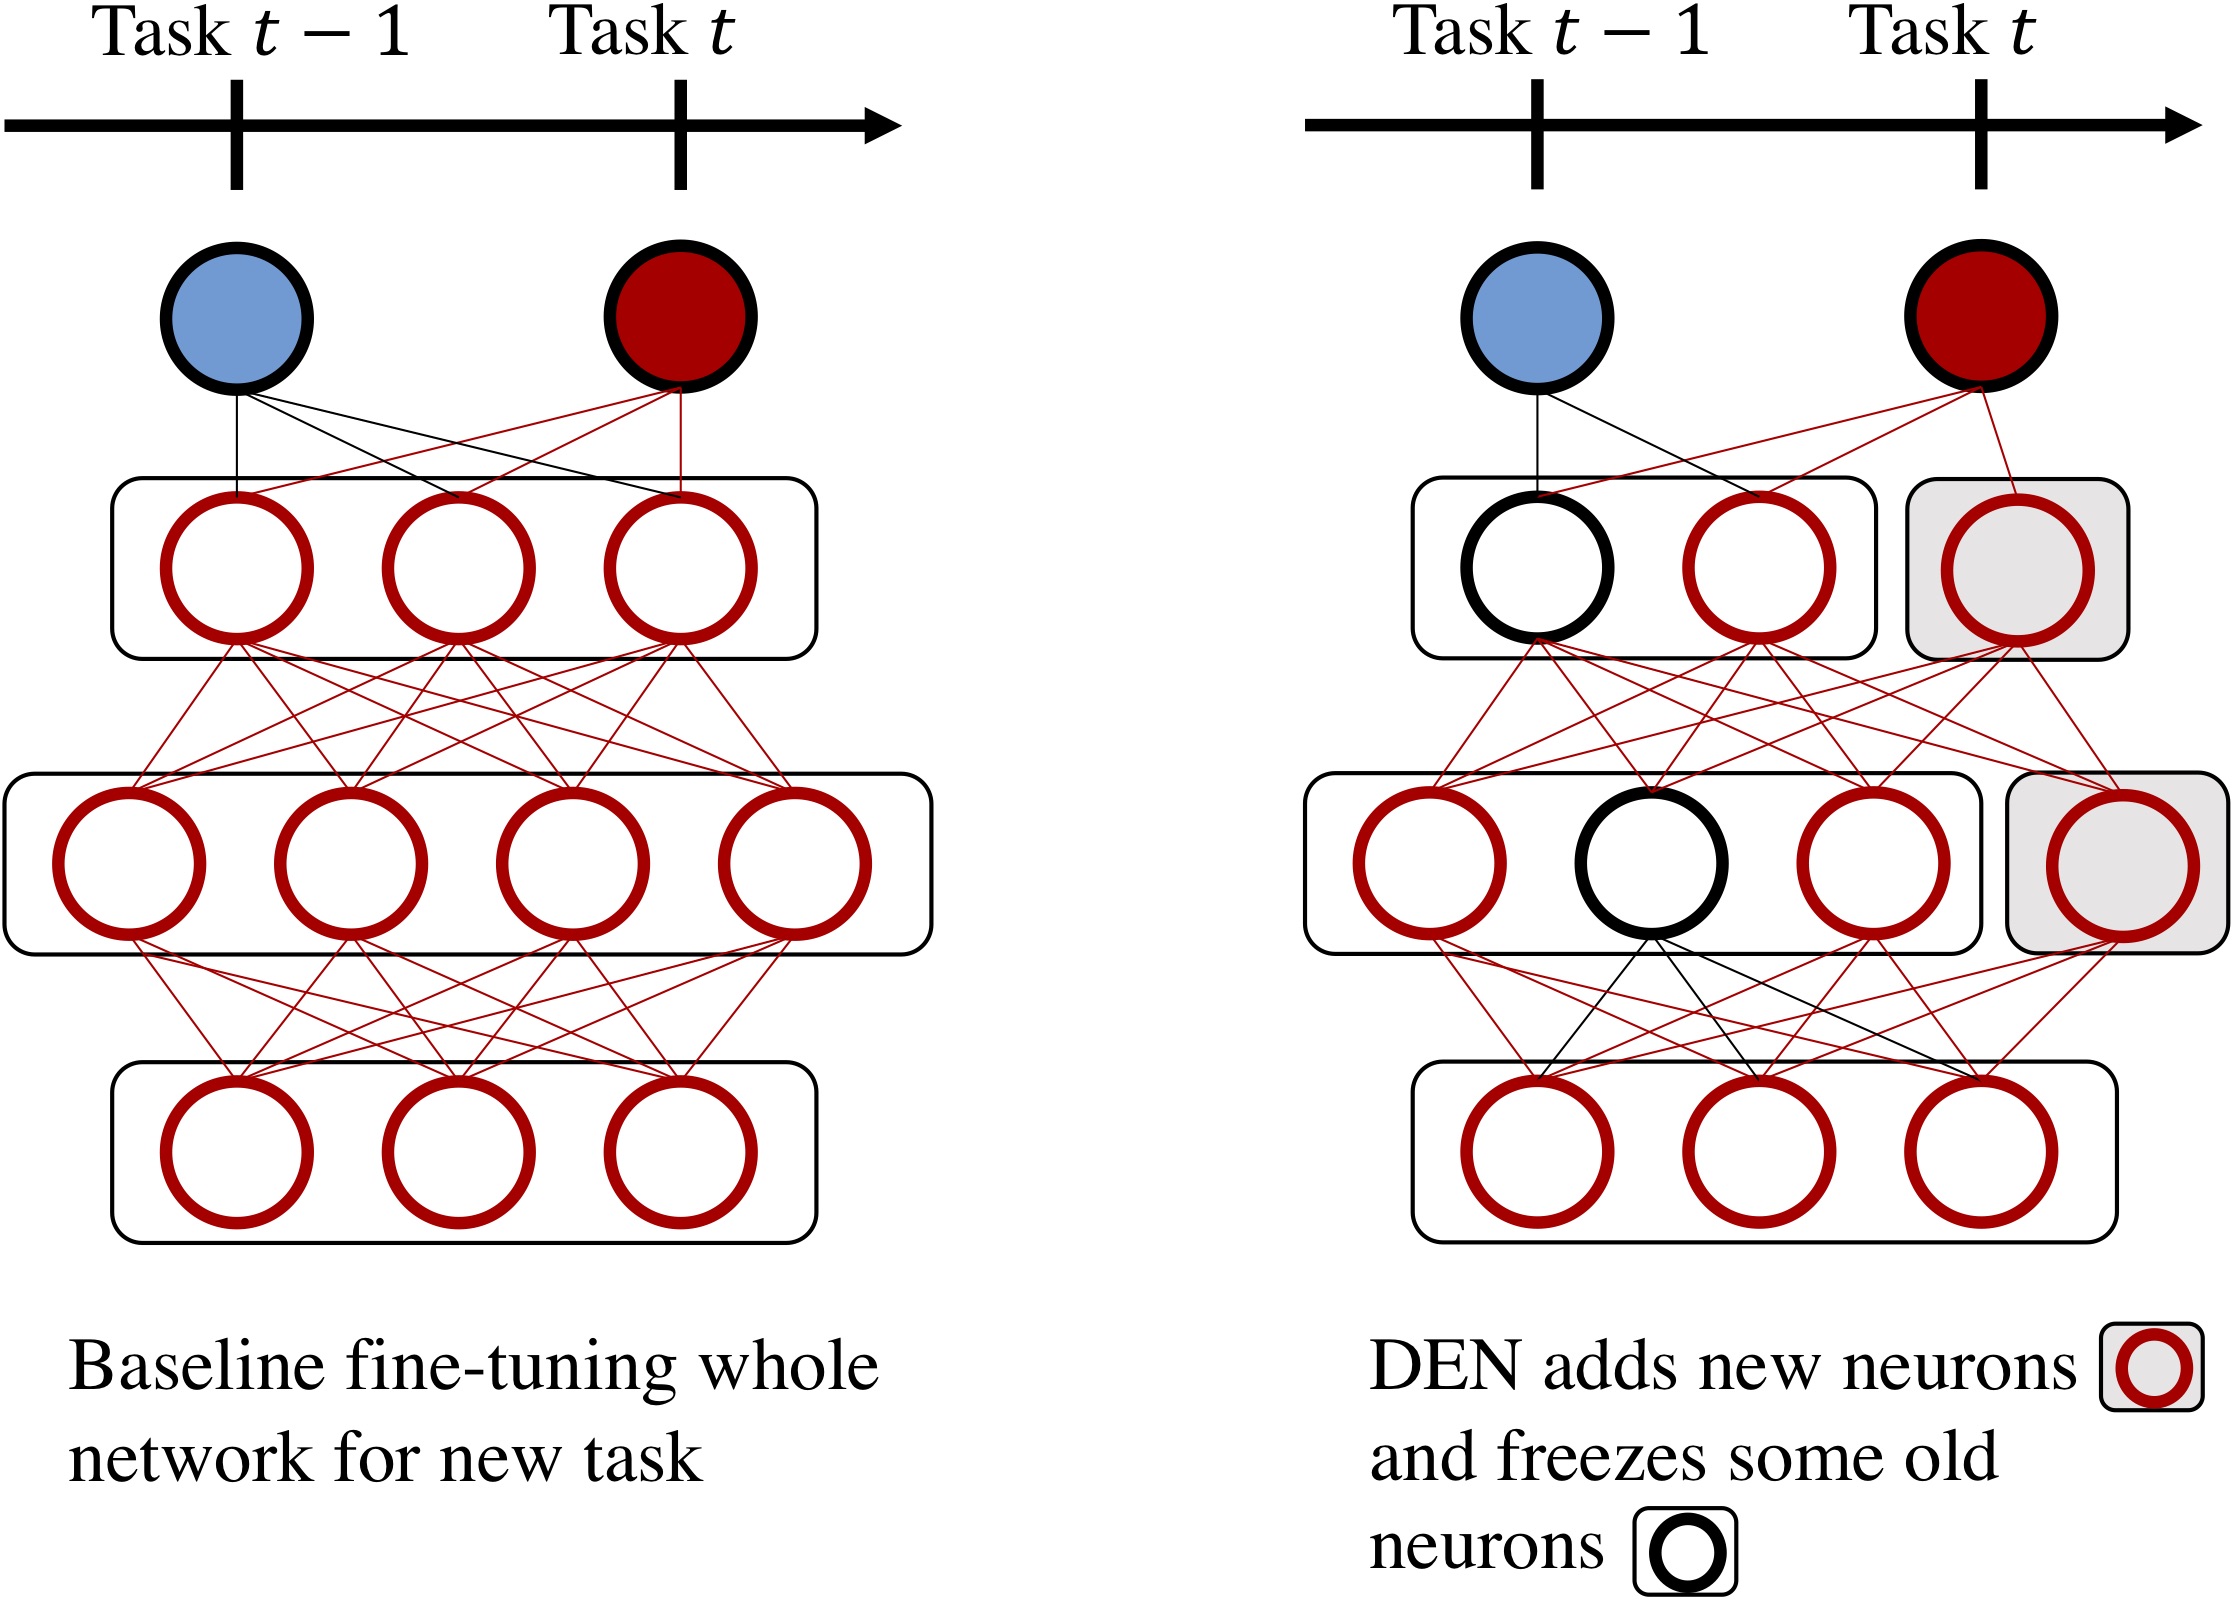 Task t − 1 Task t
Task t − 1 Task t
Baseline fine-tuning whole
network for new task
DEN adds new neurons
and freezes some old
neurons